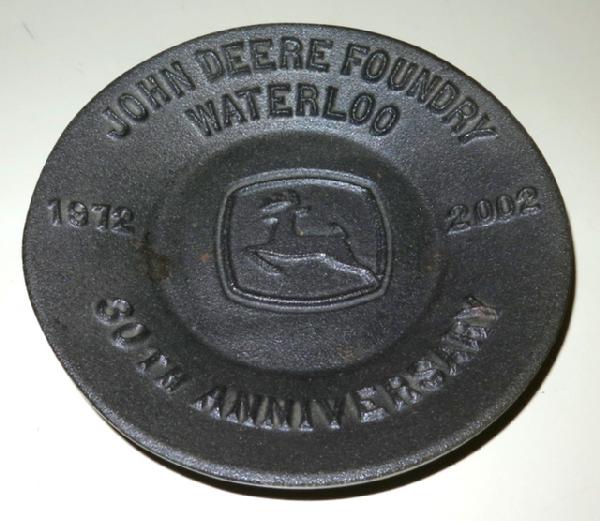 JOHN DEERE FOUNDRY
WATERLOO
1972 2002
30TH ANNIVERSARY